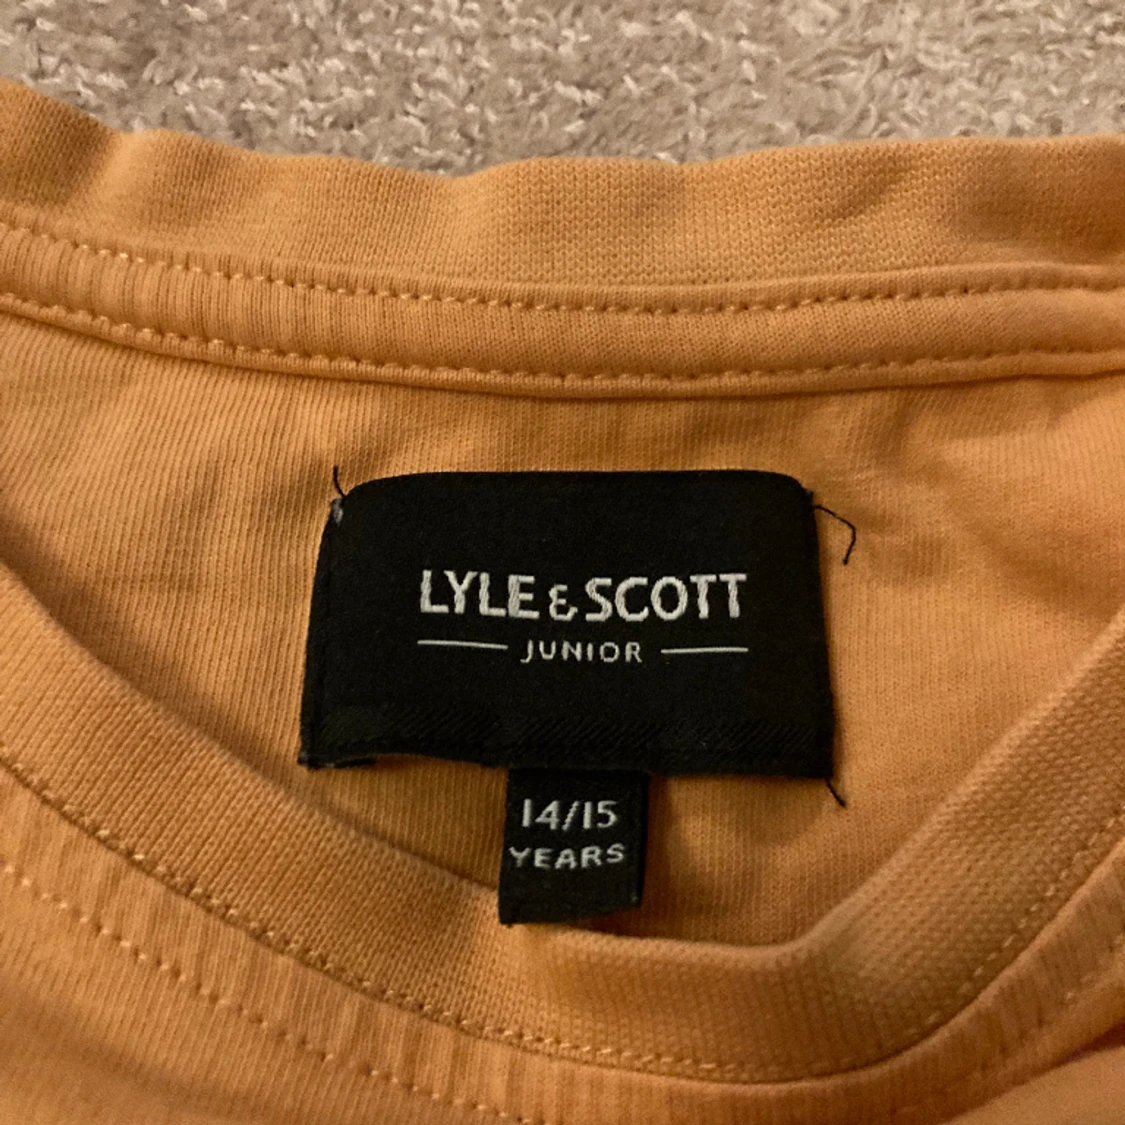 LYLE & SCOTT
JUNIOR
14/15
YEARS